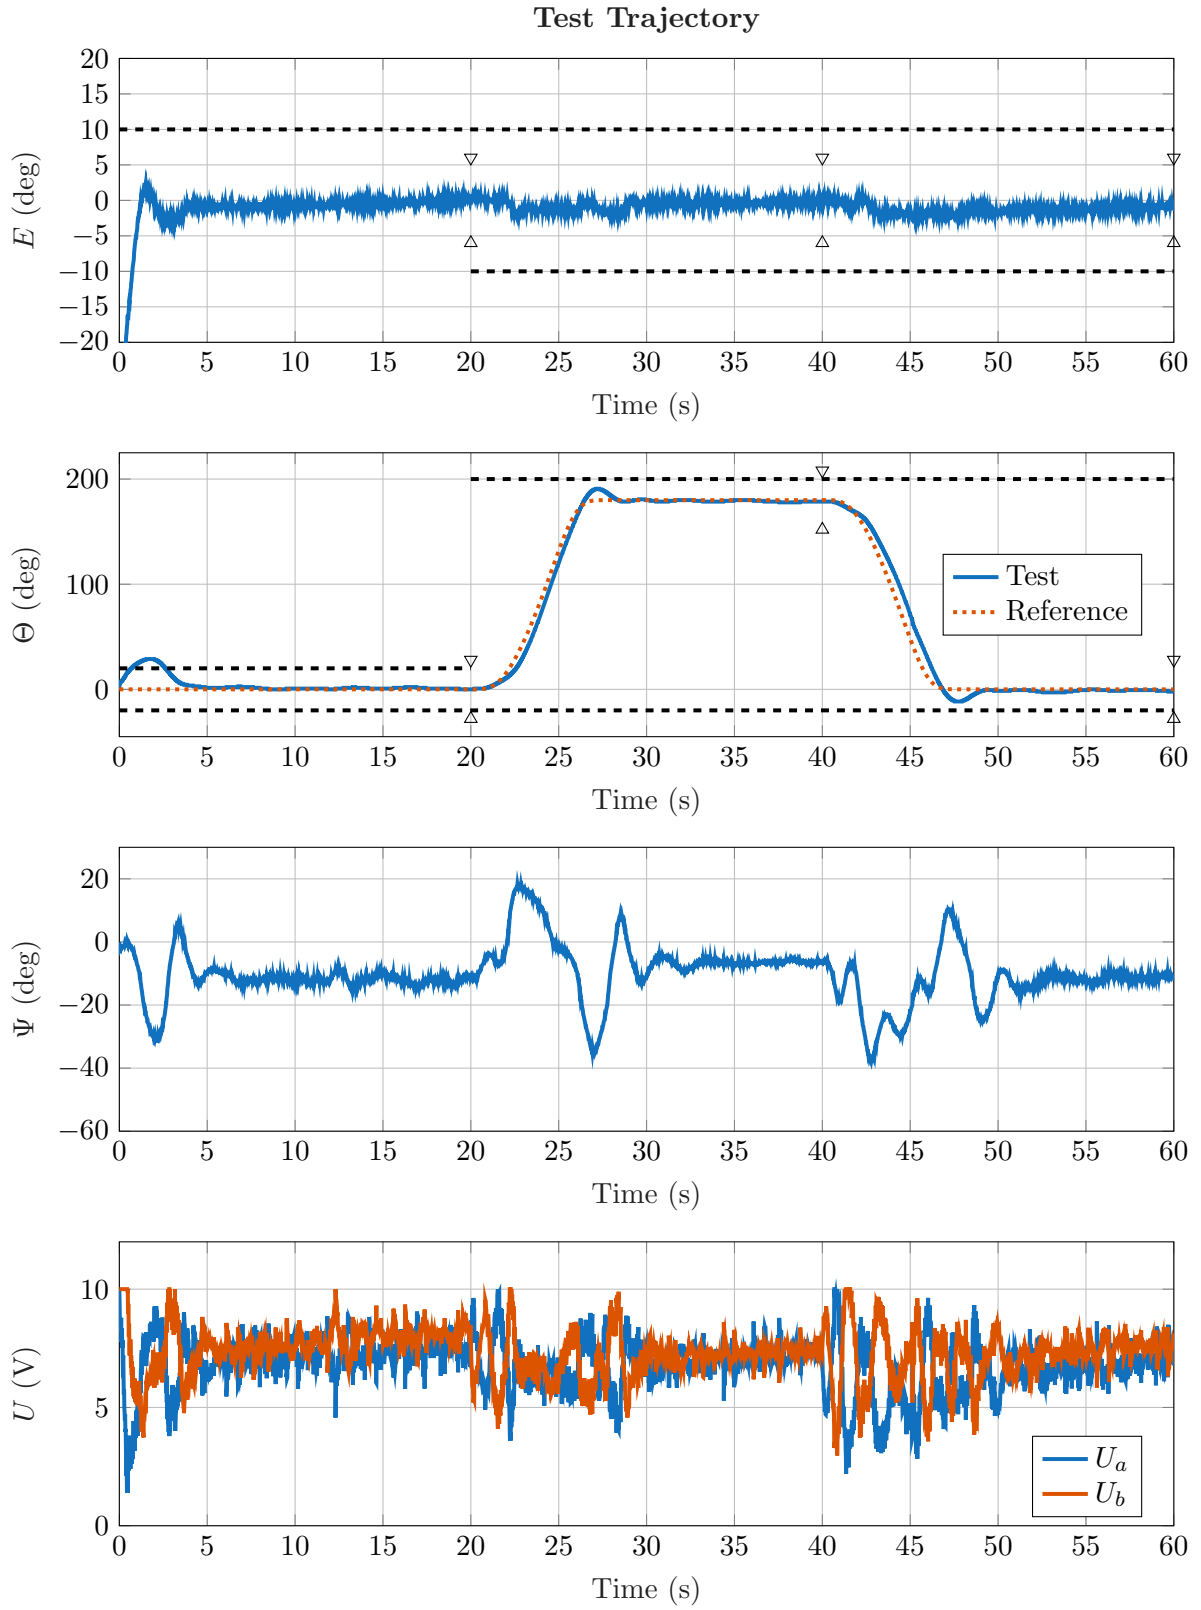 Test Trajectory
20
15
10
5
0
−5
−10
−15
−20
E (deg)
0 5 10 15 20 25 30 35 40 45 50 55 60
Time (s)
200
100
0
Θ (deg)
Test
Reference
0 5 10 15 20 25 30 35 40 45 50 55 60
Time (s)
20
0
−20
−40
−60
Ψ (deg)
0 5 10 15 20 25 30 35 40 45 50 55 60
Time (s)
10
5
0
U (V)
U_a
U_b
0 5 10 15 20 25 30 35 40 45 50 55 60
Time (s)